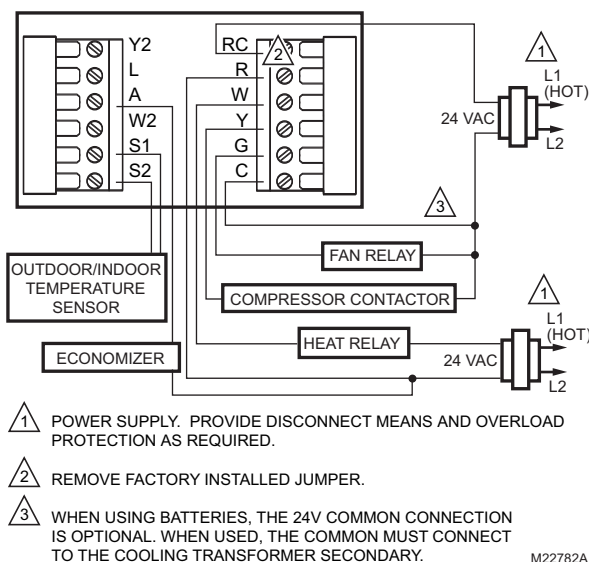 Y2
L
A
W2
S1
S2
RC
R
W
Y
G
C
2
1
L1
(HOT)
24 VAC
L2
3
FAN RELAY
COMPRESSOR CONTACTOR
OUTDOOR/INDOOR
TEMPERATURE
SENSOR
1
L1
(HOT)
HEAT RELAY
24 VAC
L2
ECONOMIZER
1 POWER SUPPLY. PROVIDE DISCONNECT MEANS AND OVERLOAD
PROTECTION AS REQUIRED.
2 REMOVE FACTORY INSTALLED JUMPER.
3 WHEN USING BATTERIES, THE 24V COMMON CONNECTION
IS OPTIONAL. WHEN USED, THE COMMON MUST CONNECT
TO THE COOLING TRANSFORMER SECONDARY.
M22782A